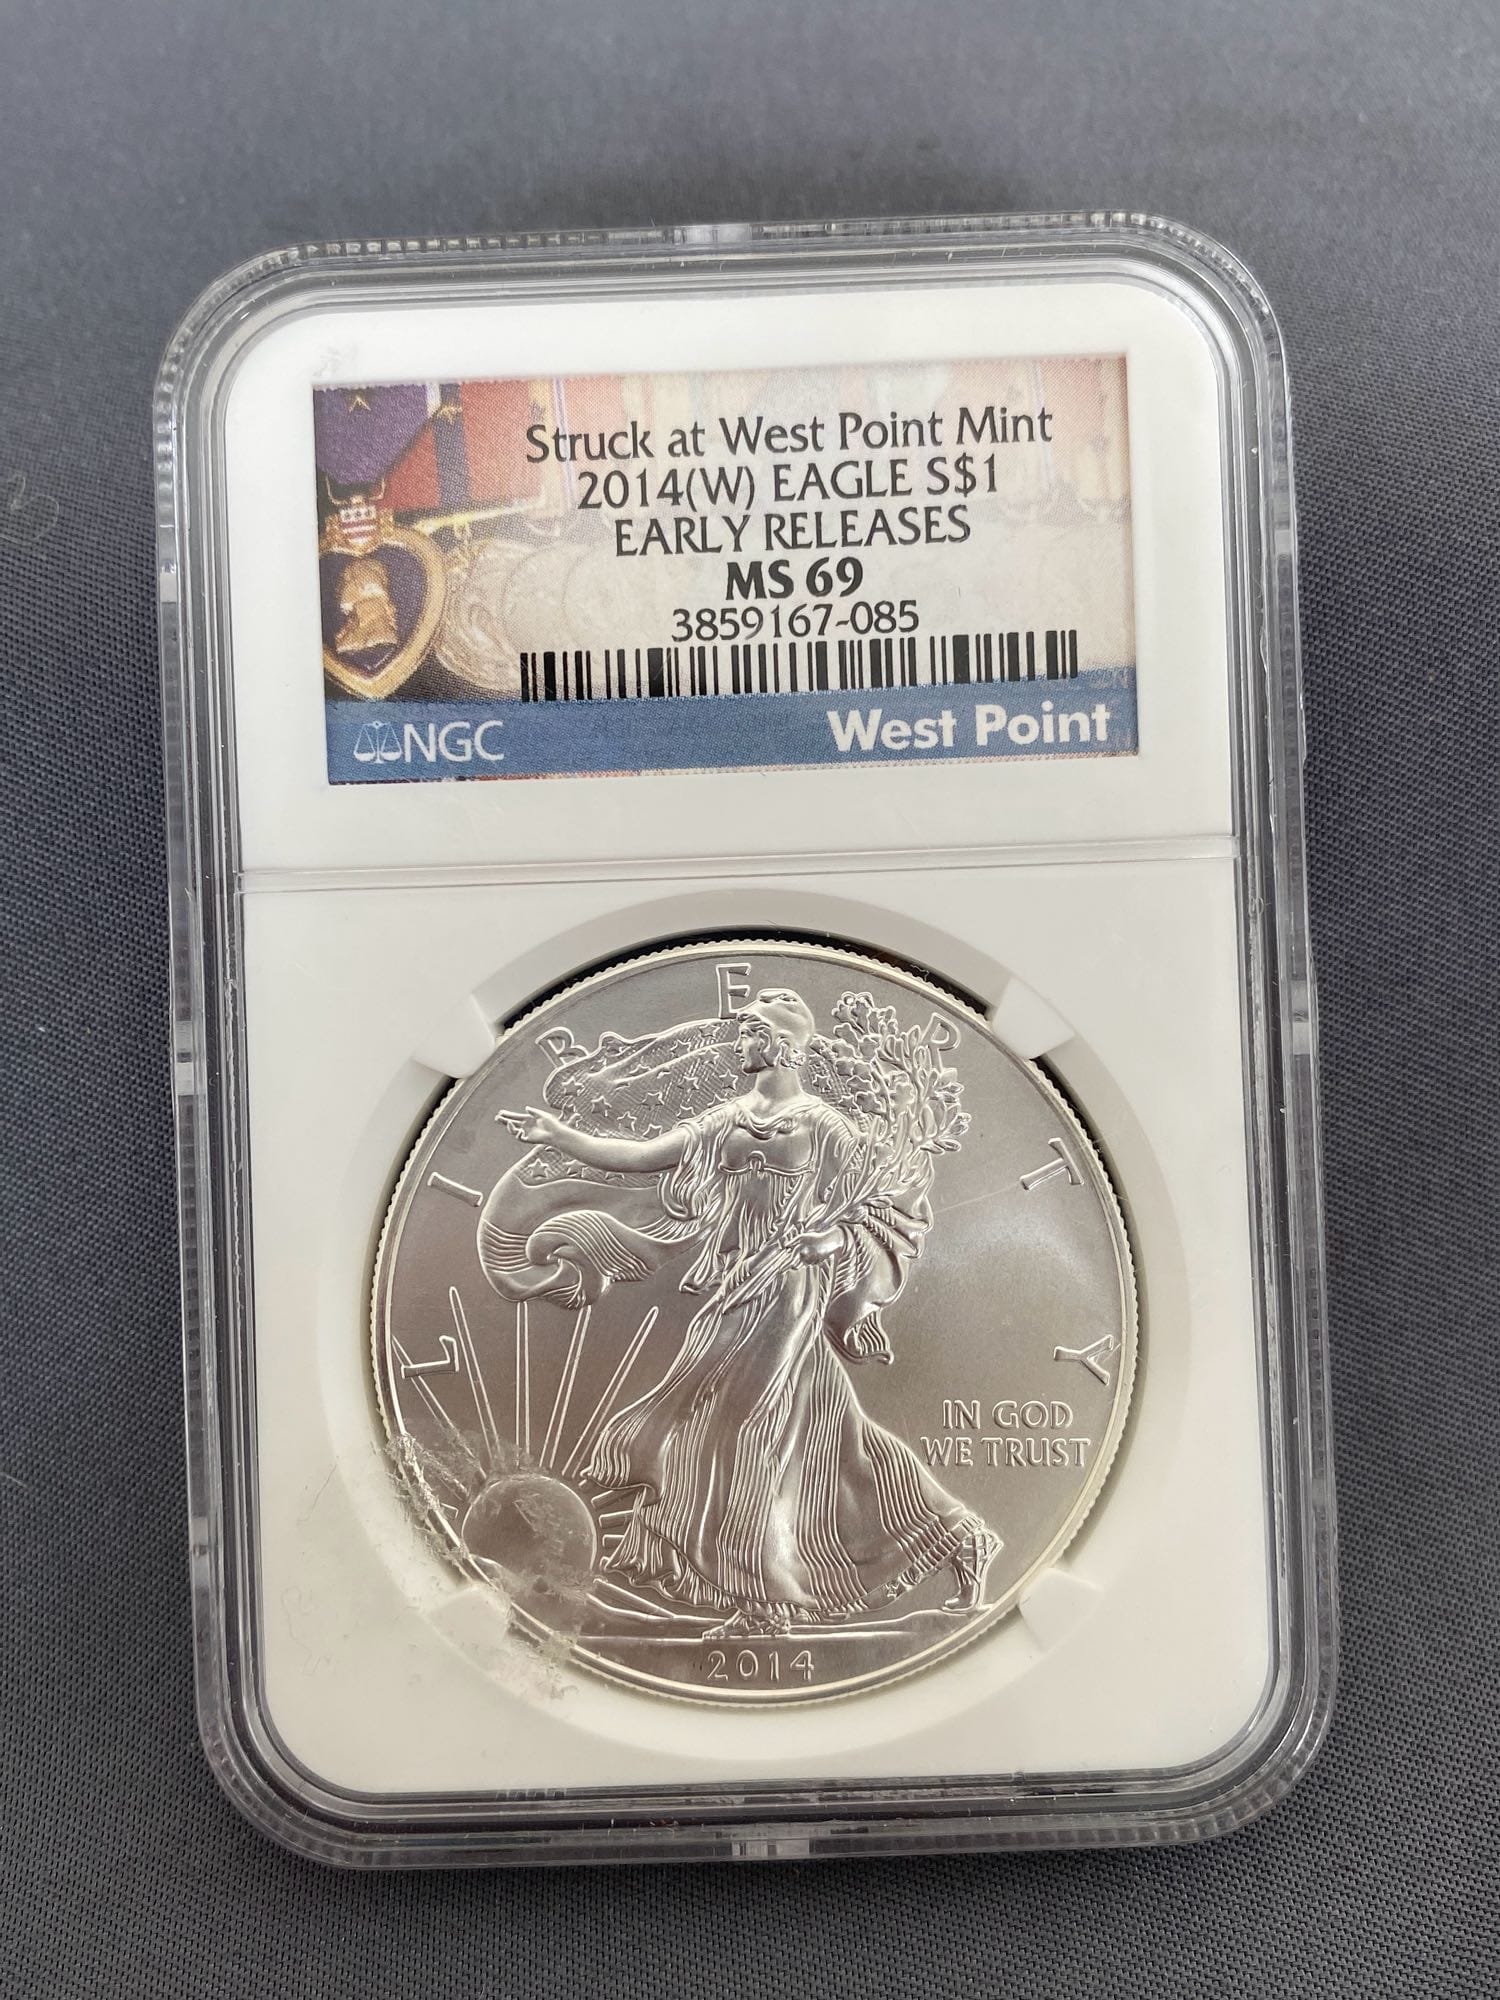 Struck at West Point Mint
2014(W) EAGLE S$1
EARLY RELEASES
MS 69
3859167-085
NGC
West Point
LIBERTY
IN GOD
WE TRUST
2014